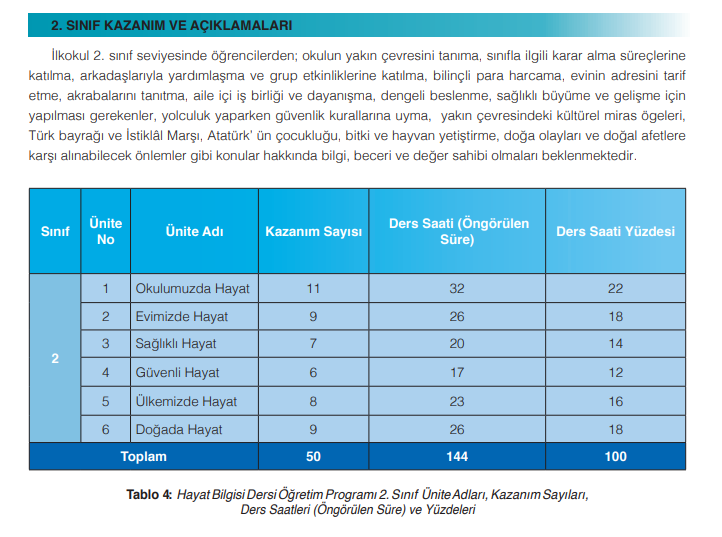 2. SINIF KAZANIM VE AÇIKLAMALARI
İlkokul 2. sınıf seviyesinde öğrencilerden; okulun yakın çevresini tanıma, sınıfla ilgili karar alma süreçlerine
katılma, arkadaşlarıyla yardımlaşma ve grup etkinliklerine katılma, bilinçli para harcama, evinin adresini tarif
etme, akrabalarını tanıtma, aile içi iş birliği ve dayanışma, dengeli beslenme, sağlıklı büyüme ve gelişme için
yapılması gerekenler, yolculuk yaparken güvenlik kurallarına uyma, yakın çevresindeki kültürel miras ögeleri,
Türk bayrağı ve İstiklâl Marşı, Atatürk' ün çocukluğu, bitki ve hayvan yetiştirme, doğa olayları ve doğal afetlere
karşı alınabilecek önlemler gibi konular hakkında bilgi, beceri ve değer sahibi olmaları beklenmektedir.
Sınıf Ünite No Ünite Adı Kazanım Sayısı Ders Saati (Öngörülen Süre) Ders Saati Yüzdesi
2
1 Okulumuzda Hayat 11 32 22
2 Evimizde Hayat 9 26 18
3 Sağlıklı Hayat 7 20 14
4 Güvenli Hayat 6 17 12
5 Ülkemizde Hayat 8 23 16
6 Doğada Hayat 9 26 18
Toplam 50 144 100
Tablo 4: Hayat Bilgisi Dersi Öğretim Programı 2. Sınıf Ünite Adları, Kazanım Sayıları,
Ders Saatleri (Öngörülen Süre) ve Yüzdeleri